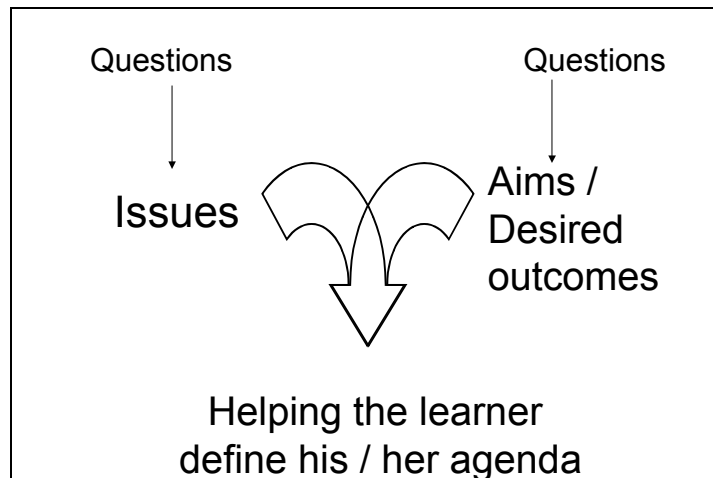 Questions
Questions
Issues
Aims /
Desired
outcomes
Helping the learner
define his / her agenda